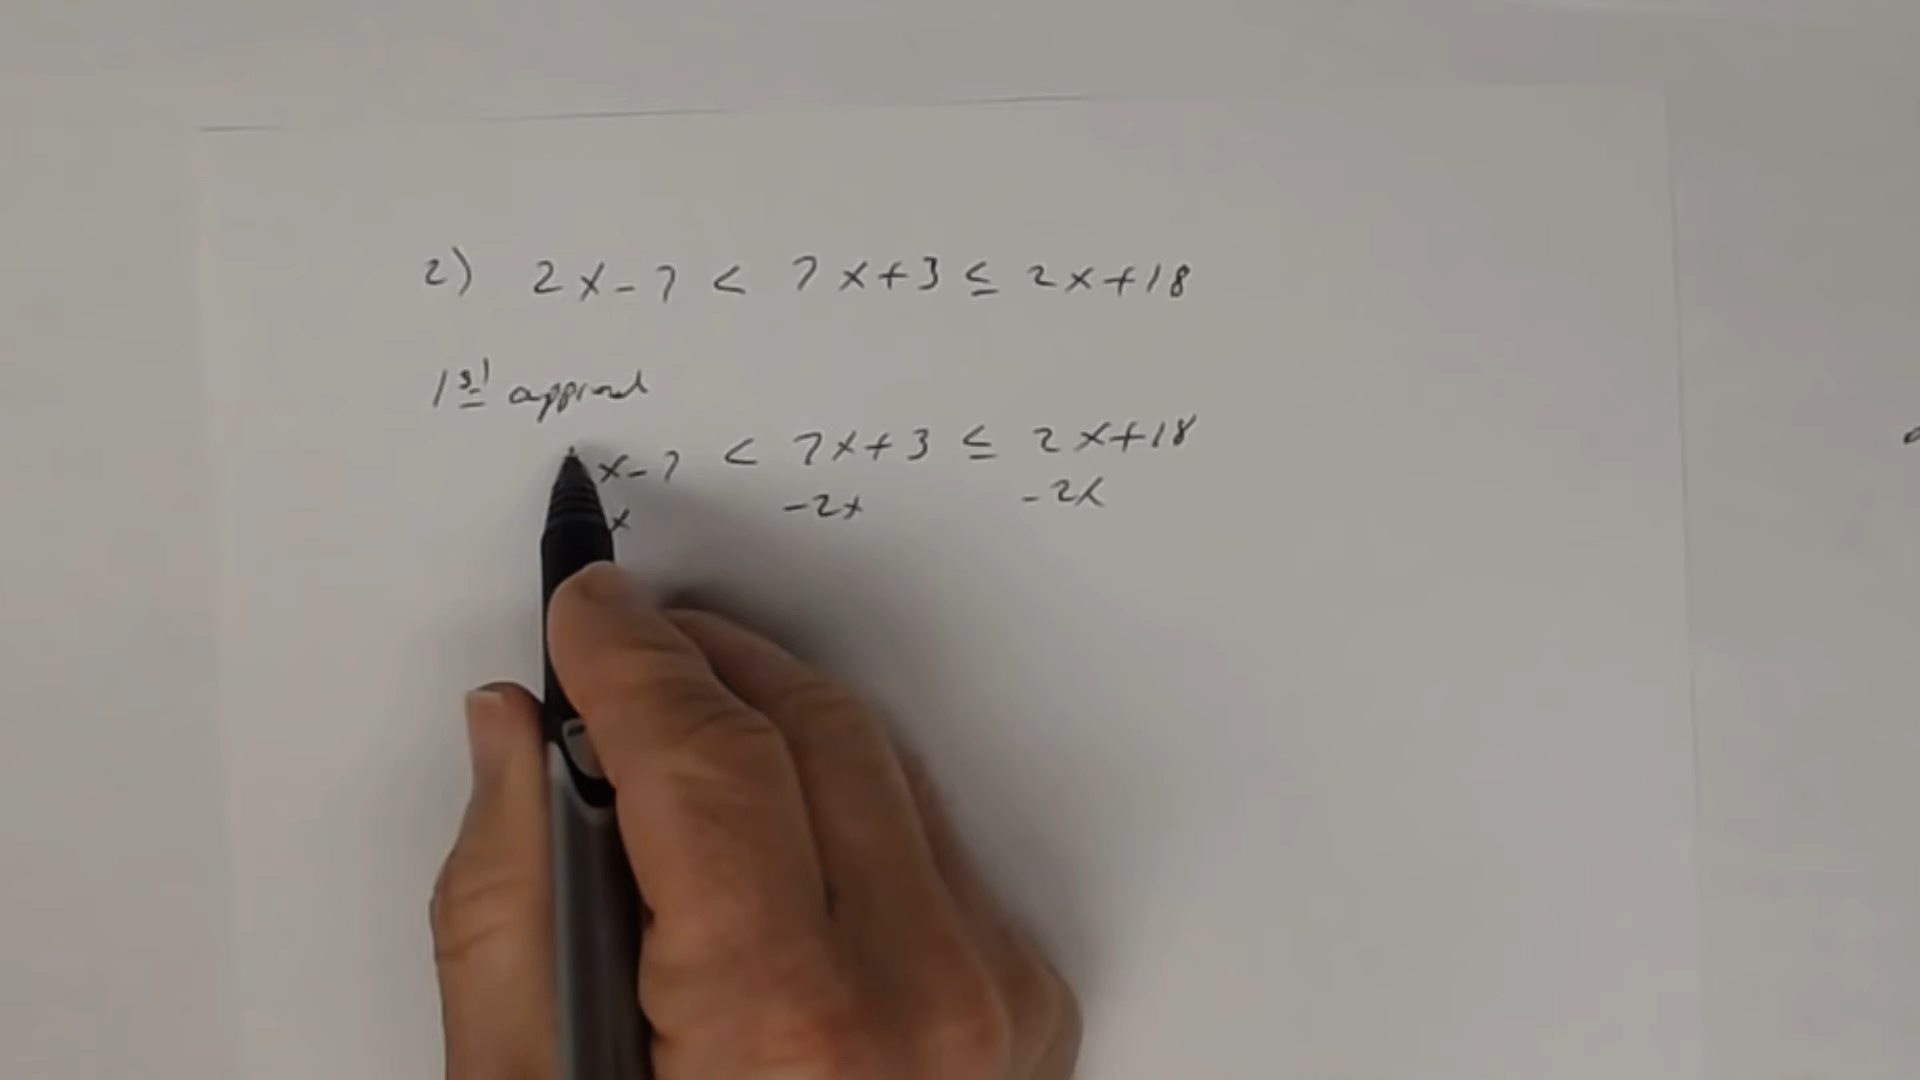 2) 2x-7 < 7x+3 ≤ 2x+18
1st approach
x-7 < 7x+3 ≤ 2x+18
x -2x -2x